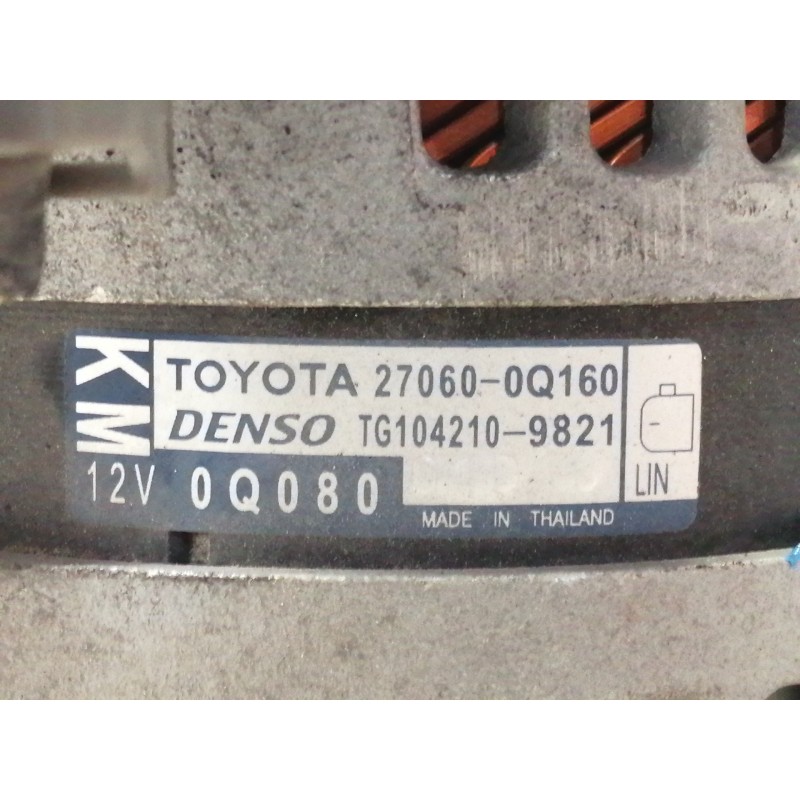 KM
TOYOTA 27060-0Q160
DENSO TG104210-9821
12V 0Q080
MADE IN THAILAND
LIN